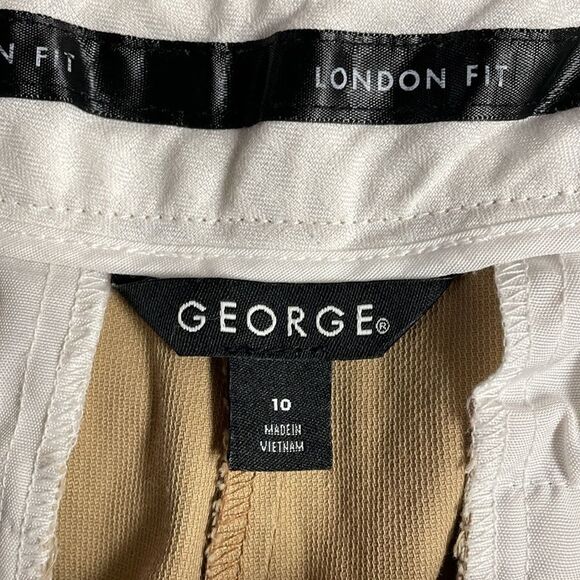 N FIT
LONDON FIT
GEORGE®
10
MADE IN
VIETNAM